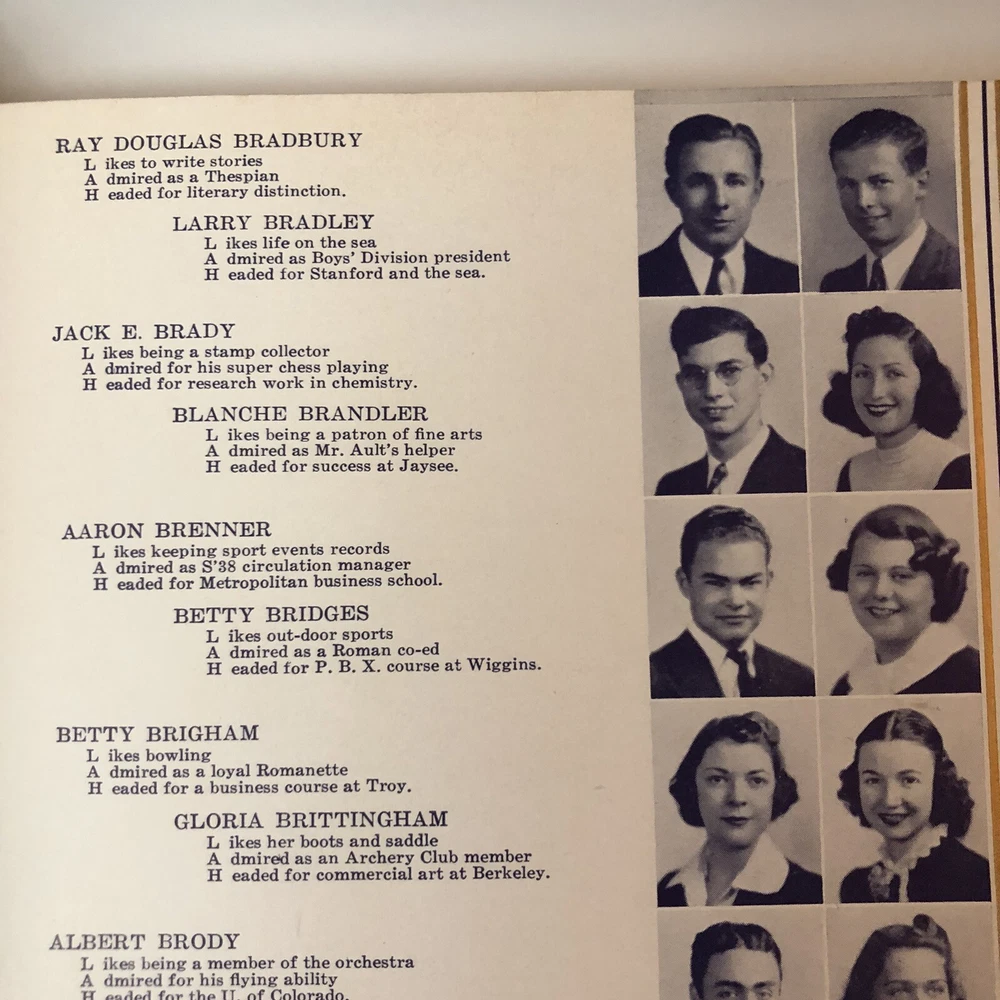 RAY DOUGLAS BRADBURY
L ikes to write stories
A dmired as a Thespian
H eaded for literary distinction.
LARRY BRADLEY
L ikes life on the sea
A dmired as Boys' Division president
H eaded for Stanford and the sea.
JACK E. BRADY
L ikes being a stamp collector
A dmired for his super chess playing
H eaded for research work in chemistry.
BLANCHE BRANDLER
L ikes being a patron of fine arts
A dmired as Mr. Ault's helper
H eaded for success at Jaysee.
AARON BRENNER
L ikes keeping sport events records
A dmired as S'38 circulation manager
H eaded for Metropolitan business school.
BETTY BRIDGES
L ikes out-door sports
A dmired as a Roman co-ed
H eaded for P. B. X. course at Wiggins.
BETTY BRIGHAM
L ikes bowling
A dmired as a loyal Romanette
H eaded for a business course at Troy.
GLORIA BRITTINGHAM
L ikes her boots and saddle
A dmired as an Archery Club member
H eaded for commercial art at Berkeley.
ALBERT BRODY
L ikes being a member of the orchestra
A dmired for his flying ability
H eaded for the U. of Colorado.